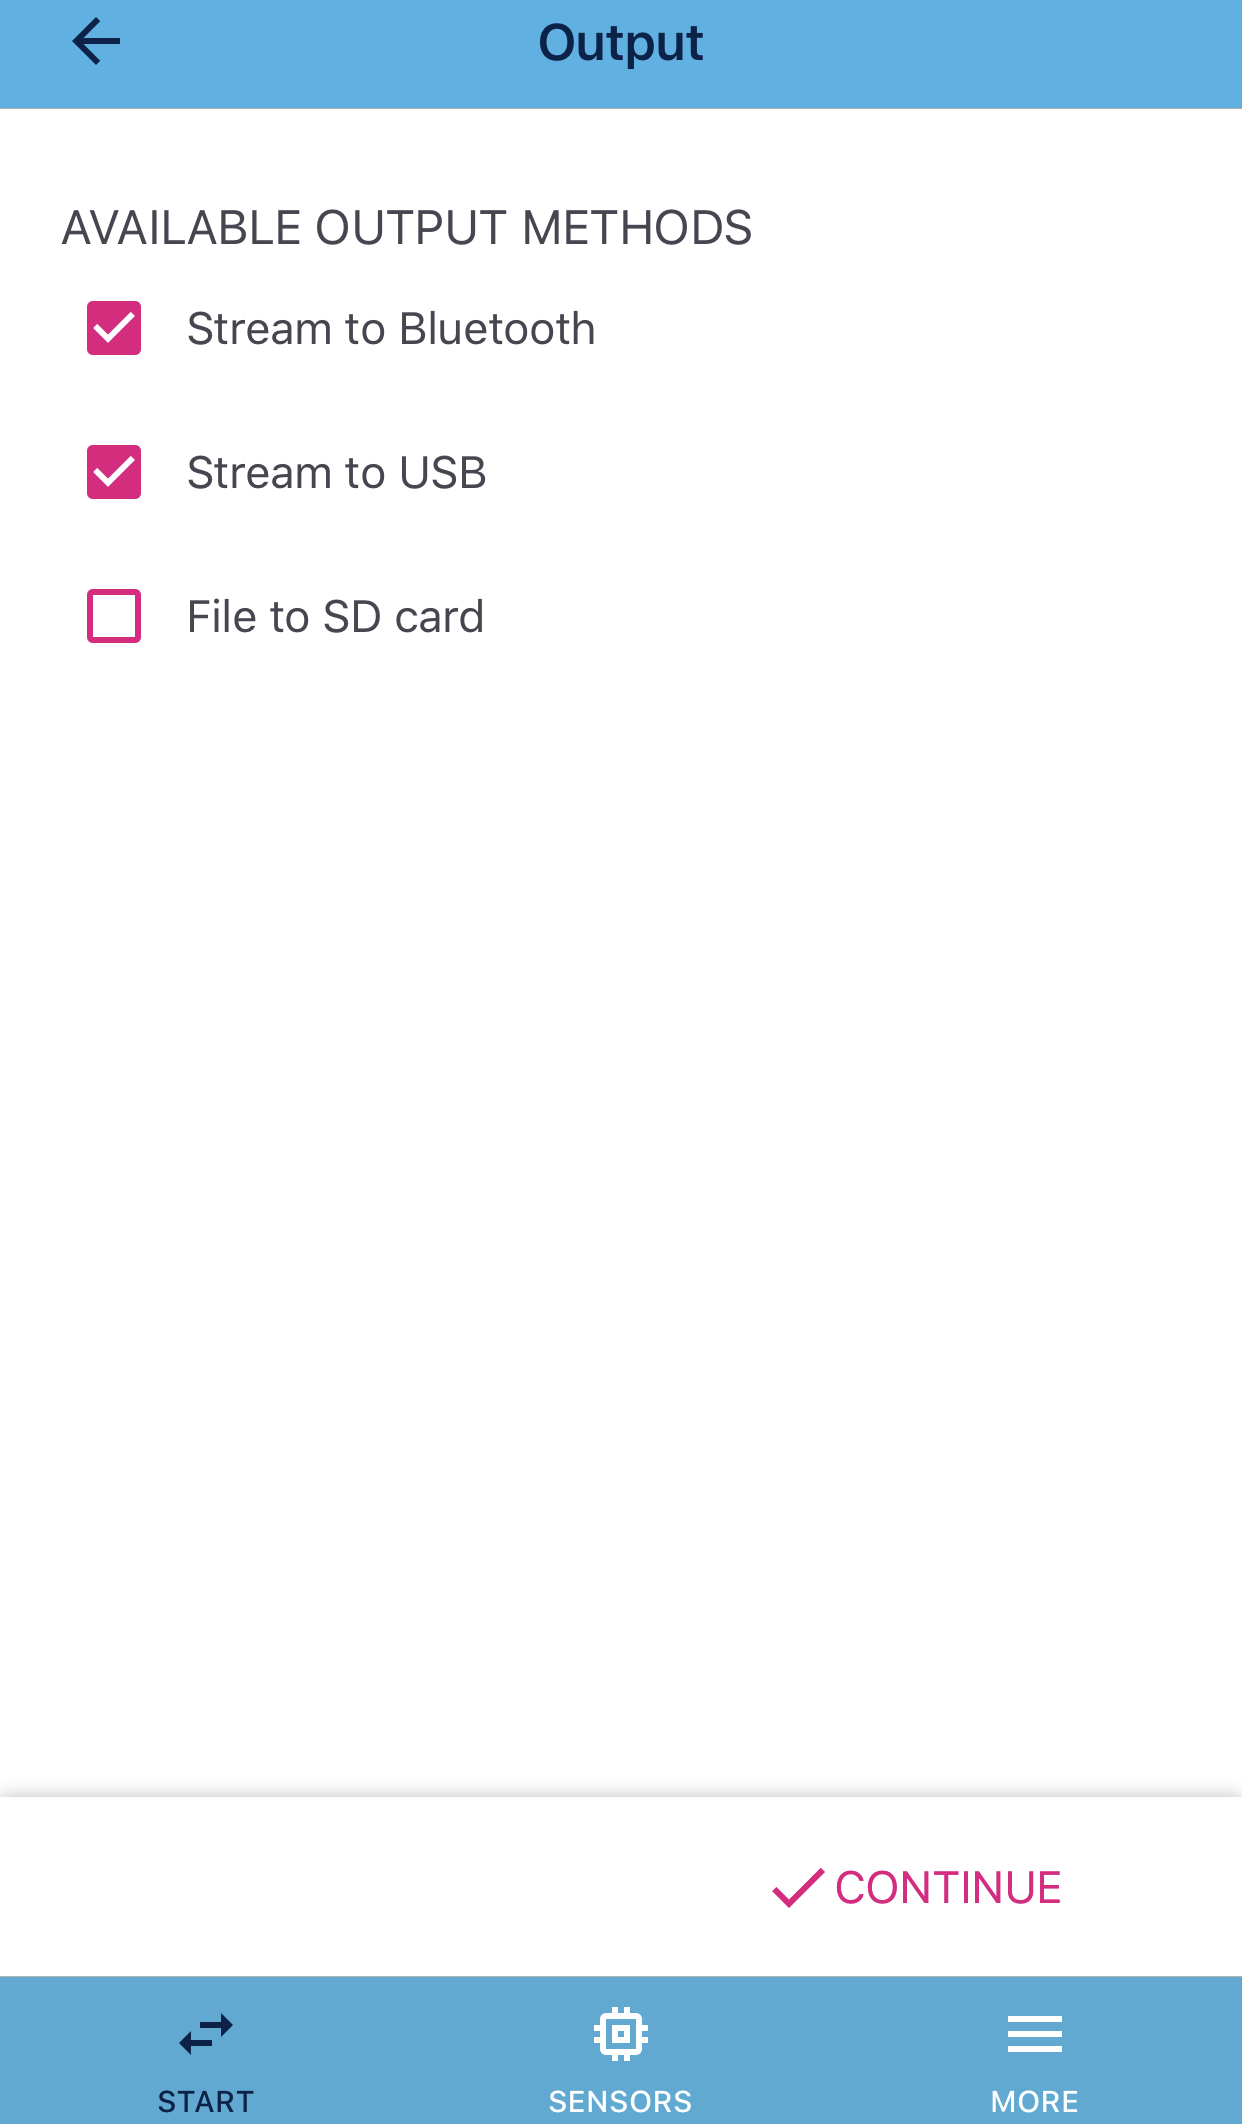 Output
AVAILABLE OUTPUT METHODS
Stream to Bluetooth
Stream to USB
File to SD card
CONTINUE
START
SENSORS
MORE